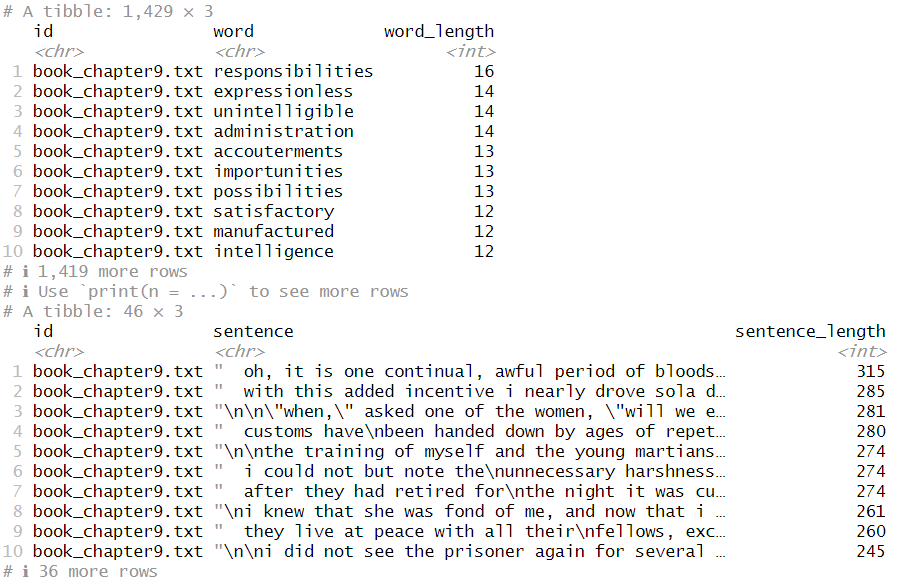 # A tibble: 1,429 × 3
   id                word             word_length
   <chr>             <chr>                  <int>
 1 book_chapter9.txt responsibilities          16
 2 book_chapter9.txt expressionless            14
 3 book_chapter9.txt unintelligible            14
 4 book_chapter9.txt administration            14
 5 book_chapter9.txt accouterments             13
 6 book_chapter9.txt importunities             13
 7 book_chapter9.txt possibilities             13
 8 book_chapter9.txt satisfactory              12
 9 book_chapter9.txt manufactured              12
10 book_chapter9.txt intelligence              12
# ℹ 1,419 more rows
# ℹ Use `print(n = ...)` to see more rows
# A tibble: 46 × 3
   id                sentence                                          sentence_length
   <chr>             <chr>                                                       <int>
 1 book_chapter9.txt "  oh, it is one continual, awful period of bloods…             315
 2 book_chapter9.txt "  with this added incentive i nearly drove sola d…             285
 3 book_chapter9.txt "\n\n\"when,\" asked one of the women, \"will we e…             281
 4 book_chapter9.txt "  customs have\nbeen handed down by ages of repet…             280
 5 book_chapter9.txt "\n\nthe training of myself and the young martians…             274
 6 book_chapter9.txt "  i could not but note the\nunnecessary harshness…             274
 7 book_chapter9.txt "  after they had retired for\nthe night it was cu…             274
 8 book_chapter9.txt "\ni knew that she was fond of me, and now that i …             261
 9 book_chapter9.txt "  they live at peace with all their\nfellows, exc…             260
10 book_chapter9.txt "\n\ni did not see the prisoner again for several …             245
# ℹ 36 more rows